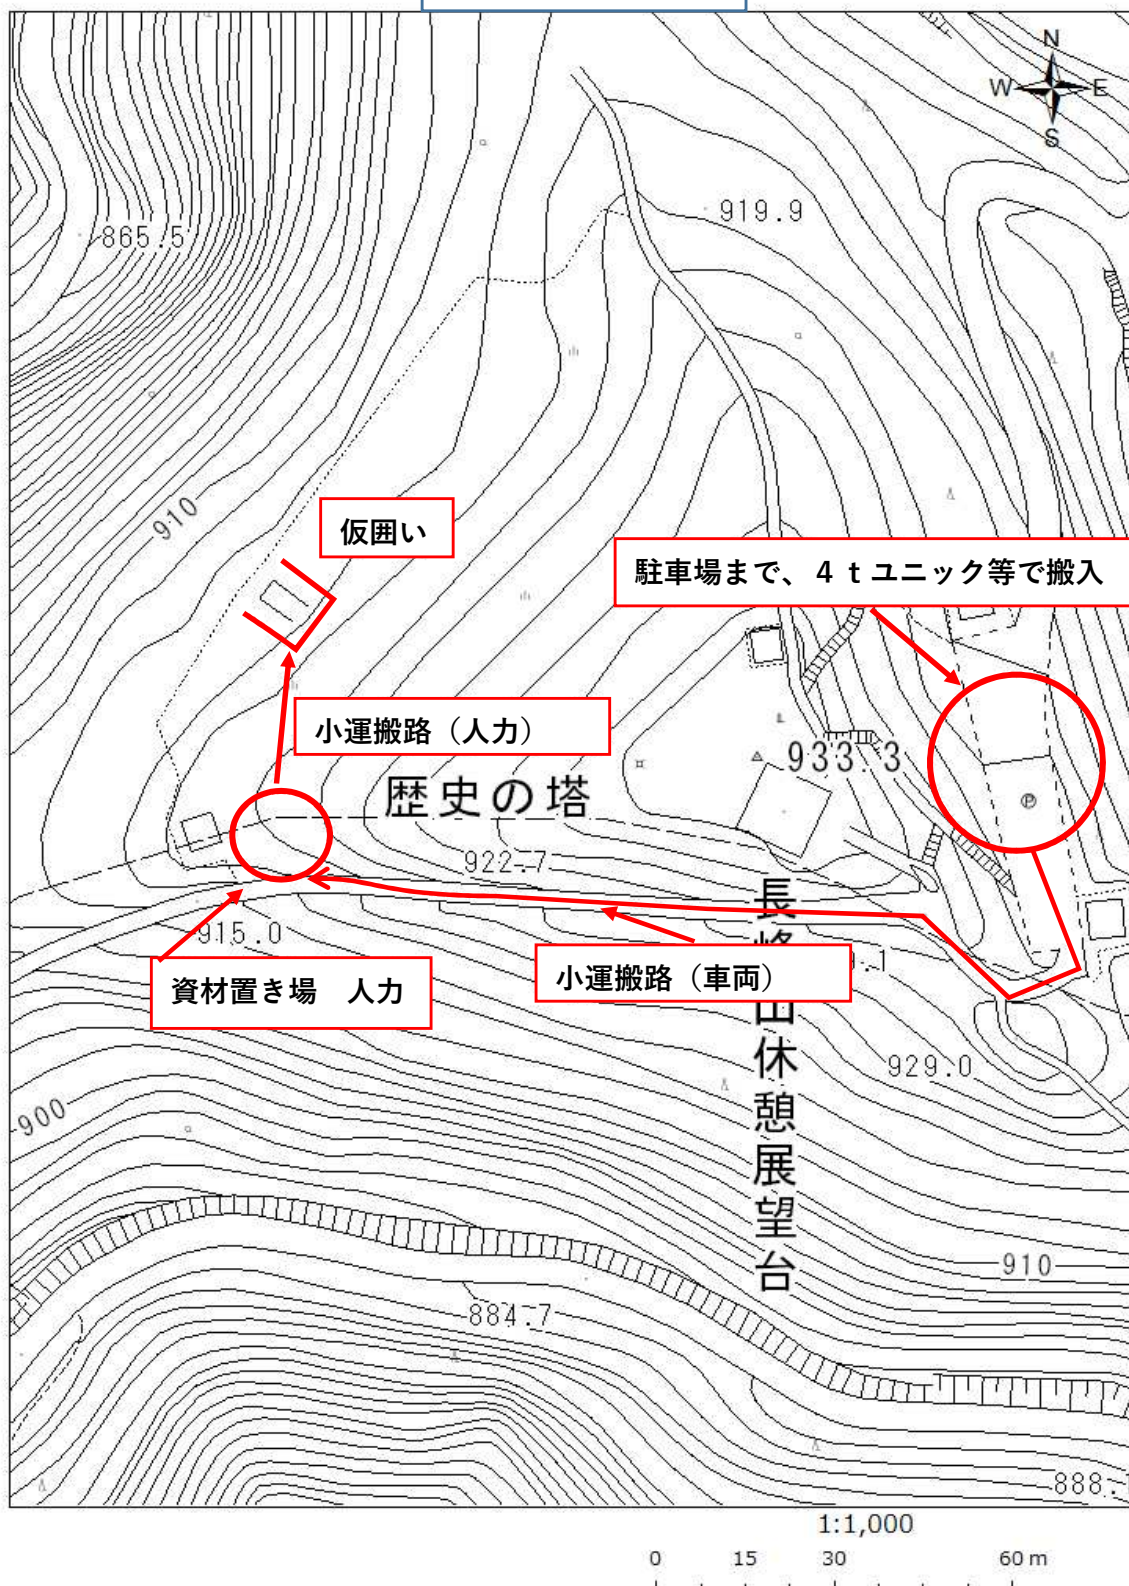 N
W E
S
919.9
865.5
910
仮囲い
駐車場まで、４ｔユニック等で搬入
小運搬路（人力）
933.3
歴史の塔
922.7
915.0
資材置き場　人力
小運搬路（車両）
長峰山休憩展望台
929.0
900
910
884.7
888.1
1:1,000
0 15 30 60 m